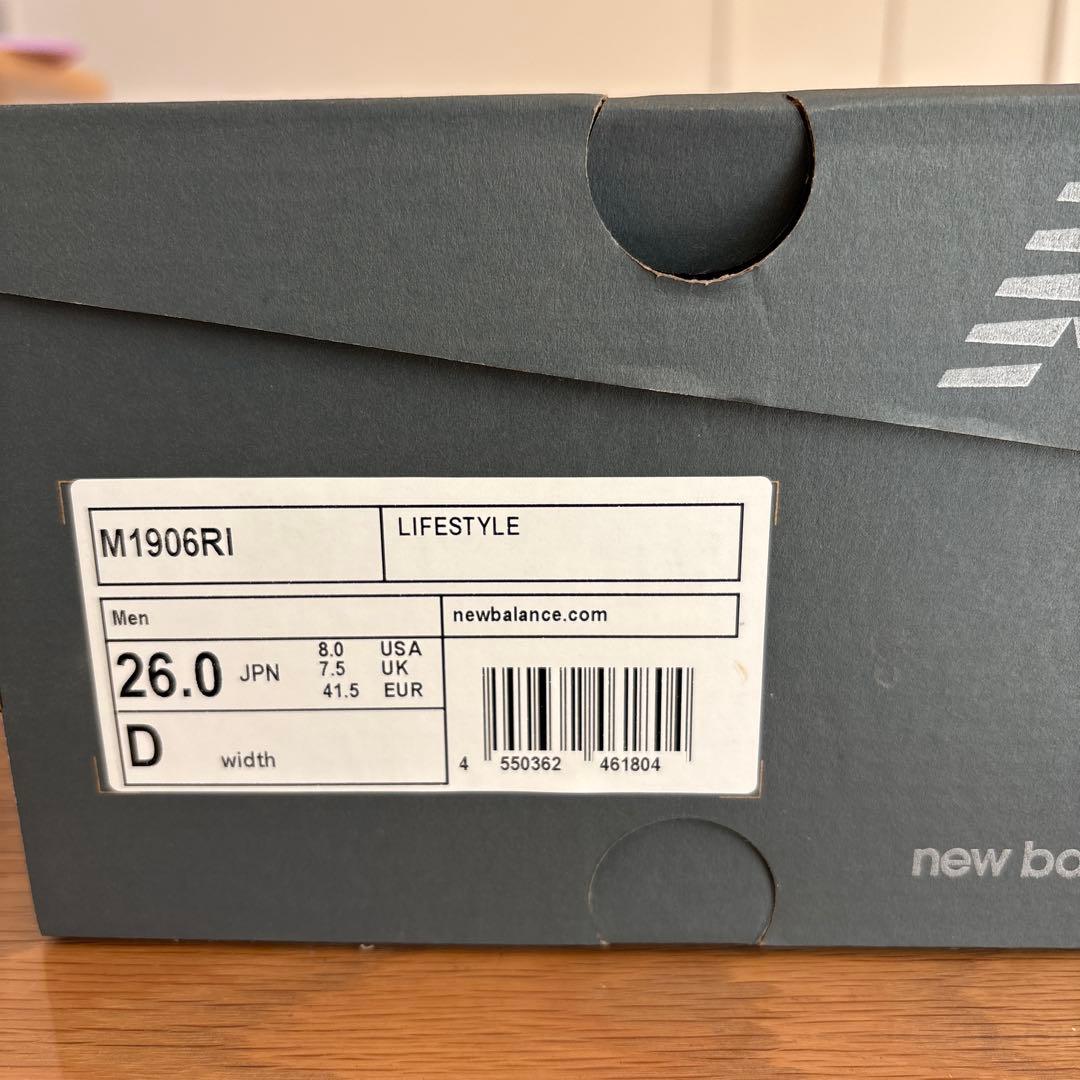 M1906RI
LIFESTYLE
Men
newbalance.com
26.0 JPN
8.0 USA
7.5 UK
41.5 EUR
D width
4 550362 461804
new ba